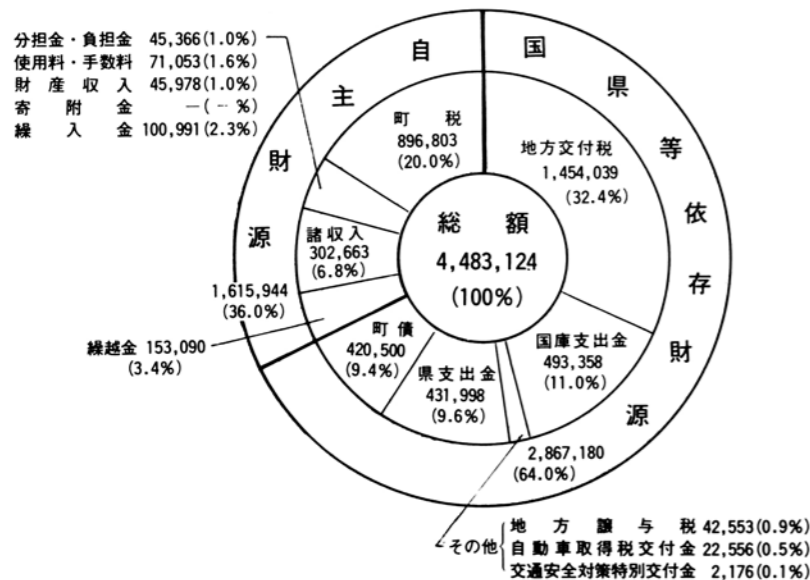 分担金・負担金 45,366(1.0%)
使用料・手数料 71,053(1.6%)
財産収入 45,978(1.0%)
寄附金 ―(-%)
繰入金 100,991(2.3%)
自主財源
1,615,944
(36.0%)
町税
896,803
(20.0%)
諸収入
302,663
(6.8%)
繰越金 153,090
(3.4%)
総額
4,483,124
(100%)
国県等依存財源
2,867,180
(64.0%)
地方交付税
1,454,039
(32.4%)
国庫支出金
493,358
(11.0%)
県支出金
431,998
(9.6%)
町債
420,500
(9.4%)
その他
地方譲与税 42,553(0.9%)
自動車取得税交付金 22,556(0.5%)
交通安全対策特別交付金 2,176(0.1%)